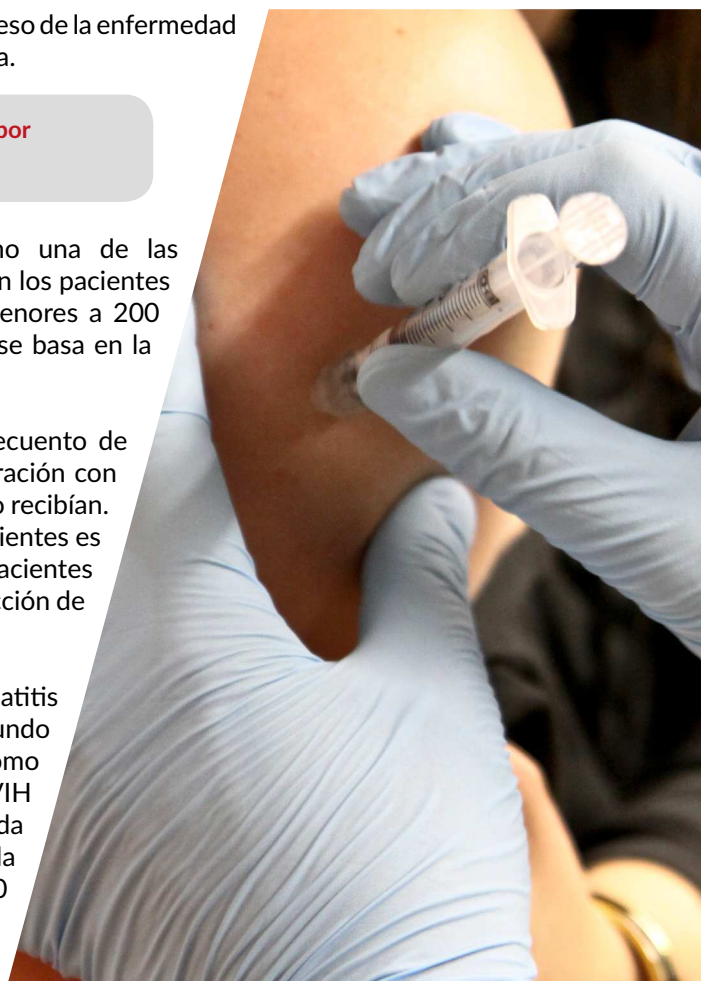 eso de la enfermedad
a.
por
no una de las
n los pacientes
enores a 200
se basa en la
ecuento de
ración con
o recibían.
ientes es
acientes
cción de
atitis
undo
omo
VIH
da
la
0